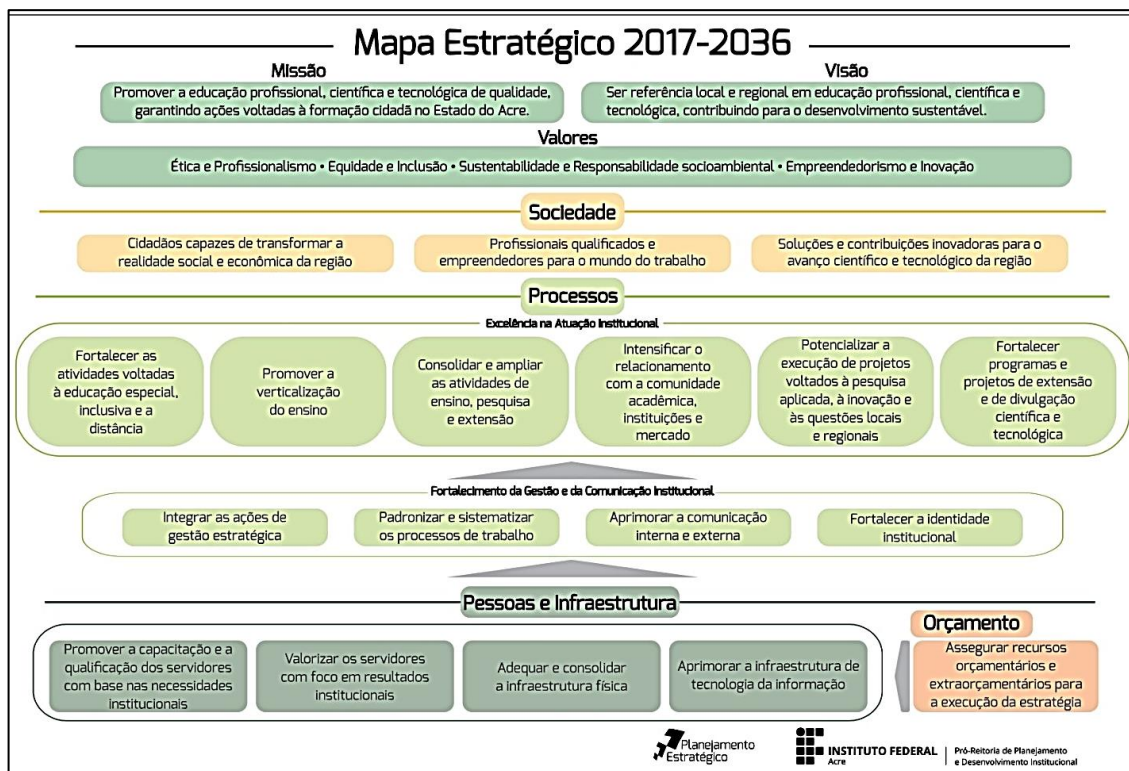 Mapa Estratégico 2017-2036
Missão
Promover a educação profissional, científica e tecnológica de qualidade,
garantindo ações voltadas à formação cidadã no Estado do Acre.
Visão
Ser referência local e regional em educação profissional, científica e
tecnológica, contribuindo para o desenvolvimento sustentável.
Valores
Ética e Profissionalismo • Equidade e Inclusão • Sustentabilidade e Responsabilidade socioambiental • Empreendedorismo e Inovação
Sociedade
Cidadãos capazes de transformar a
realidade social e econômica da região
Profissionais qualificados e
empreendedores para o mundo do trabalho
Soluções e contribuições inovadoras para o
avanço científico e tecnológico da região
Processos
Excelência na Atuação Institucional
Fortalecer as
atividades voltadas
à educação especial,
inclusiva e a
distância
Promover a
verticalização
do ensino
Consolidar e ampliar
as atividades de
ensino, pesquisa
e extensão
Intensificar o
relacionamento
com a comunidade
acadêmica,
instituições e
mercado
Potencializar a
execução de projetos
voltados à pesquisa
aplicada, à inovação e
às questões locais
e regionais
Fortalecer
programas e
projetos de extensão
e de divulgação
científica e
tecnológica
Fortalecimento da Gestão e da Comunicação Institucional
Integrar as ações de
gestão estratégica
Padronizar e sistematizar
os processos de trabalho
Aprimorar a comunicação
interna e externa
Fortalecer a identidade
institucional
Pessoas e Infraestrutura
Promover a capacitação e a
qualificação dos servidores
com base nas necessidades
institucionais
Valorizar os servidores
com foco em resultados
institucionais
Adequar e consolidar
a infraestrutura física
Aprimorar a infraestrutura de
tecnologia da informação
Orçamento
Assegurar recursos
orçamentários e
extraorçamentários para
a execução da estratégia
Planejamento
Estratégico
INSTITUTO FEDERAL
Acre
Pró-Reitoria de Planejamento
e Desenvolvimento Institucional